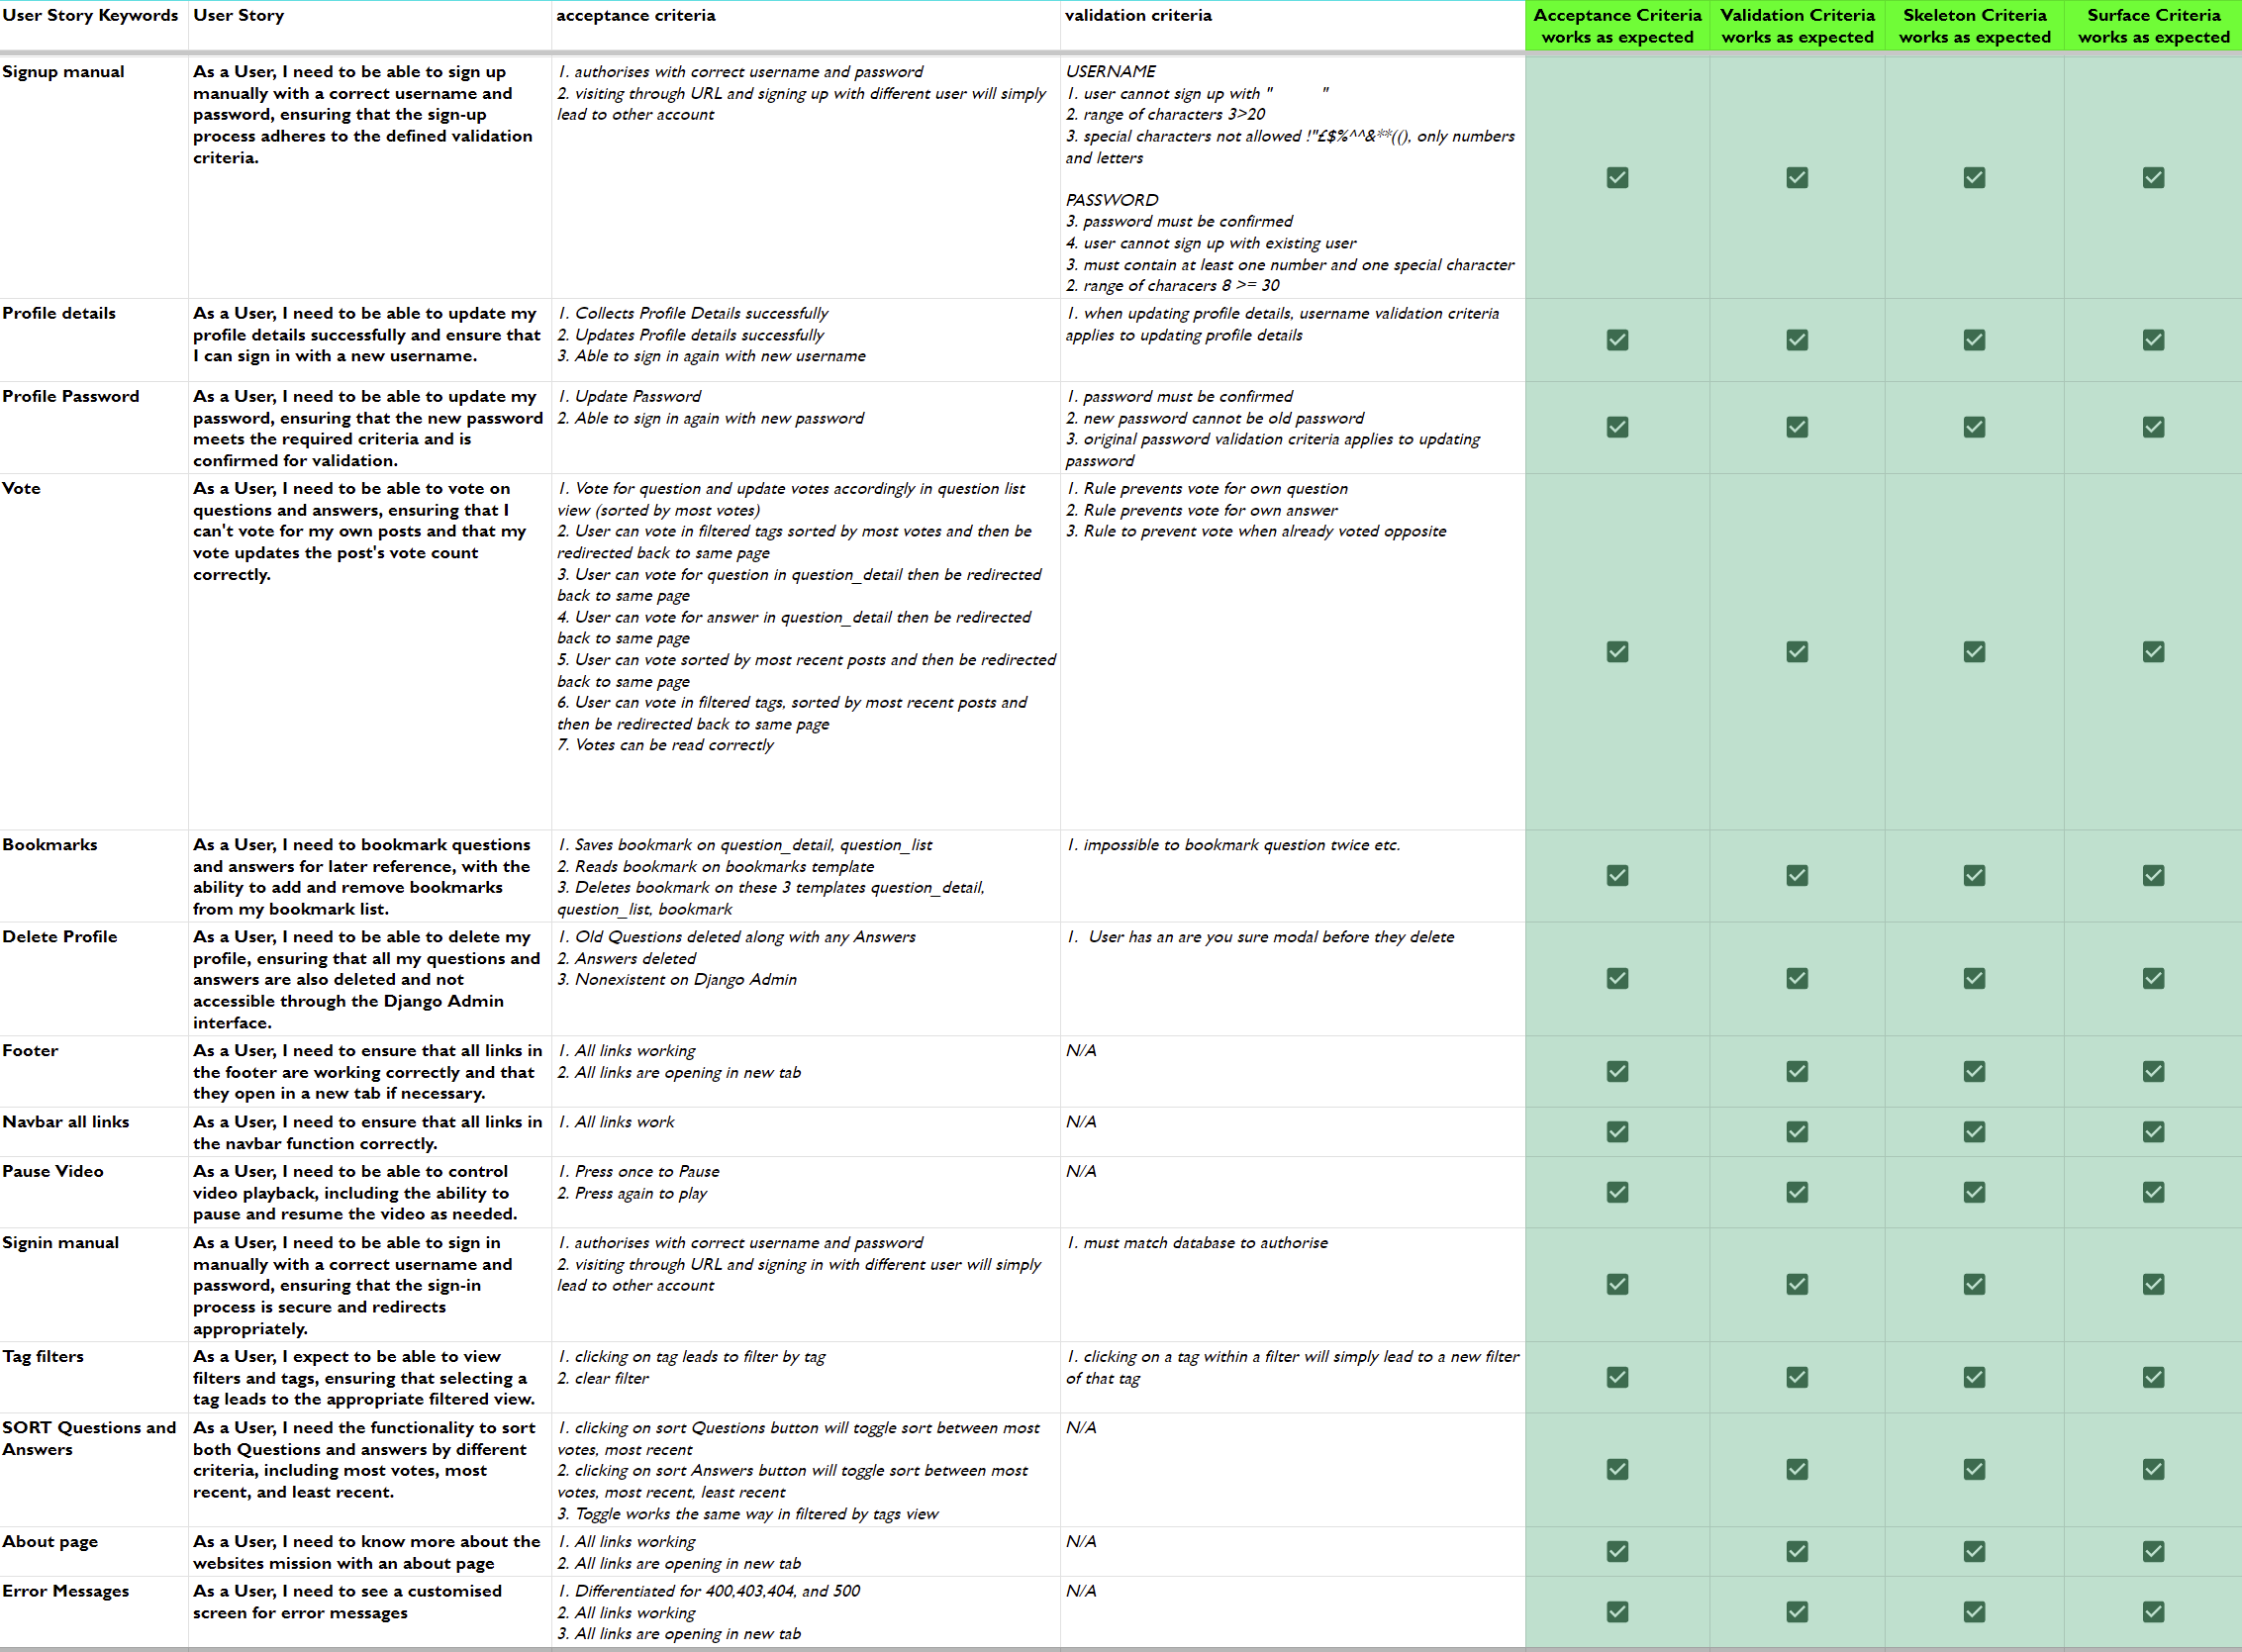 User Story Keywords
User Story
acceptance criteria
validation criteria
Acceptance Criteria
works as expected
Validation Criteria
works as expected
Skeleton Criteria
works as expected
Surface Criteria
works as expected
Signup manual
As a User, I need to be able to sign up
manually with a correct username and
password, ensuring that the sign-up
process adheres to the defined validation
criteria.
1. authorises with correct username and password
2. visiting through URL and signing up with different user will simply
lead to other account
USERNAME
1. user cannot sign up with "          "
2. range of characters 3>20
3. special characters not allowed !"£$%^^&**((), only numbers
and letters
PASSWORD
3. password must be confirmed
4. user cannot sign up with existing user
3. must contain at least one number and one special character
2. range of characers 8 >= 30
Profile details
As a User, I need to be able to update my
profile details successfully and ensure that
I can sign in with a new username.
1. Collects Profile Details successfully
2. Updates Profile details successfully
3. Able to sign in again with new username
1. when updating profile details, username validation criteria
applies to updating profile details
Profile Password
As a User, I need to be able to update my
password, ensuring that the new password
meets the required criteria and is
confirmed for validation.
1. Update Password
2. Able to sign in again with new password
1. password must be confirmed
2. new password cannot be old password
3. original password validation criteria applies to updating
password
Vote
As a User, I need to be able to vote on
questions and answers, ensuring that I
can't vote for my own posts and that my
vote updates the post's vote count
correctly.
1. Vote for question and update votes accordingly in question list
view (sorted by most votes)
2. User can vote in filtered tags sorted by most votes and then be
redirected back to same page
3. User can vote for question in question_detail then be redirected
back to same page
4. User can vote for answer in question_detail then be redirected
back to same page
5. User can vote sorted by most recent posts and then be redirected
back to same page
6. User can vote in filtered tags, sorted by most recent posts and
then be redirected back to same page
7. Votes can be read correctly
1. Rule prevents vote for own question
2. Rule prevents vote for own answer
3. Rule to prevent vote when already voted opposite
Bookmarks
As a User, I need to bookmark questions
and answers for later reference, with the
ability to add and remove bookmarks
from my bookmark list.
1. Saves bookmark on question_detail, question_list
2. Reads bookmark on bookmarks template
3. Deletes bookmark on these 3 templates question_detail,
question_list, bookmark
1. impossible to bookmark question twice etc.
Delete Profile
As a User, I need to be able to delete my
profile, ensuring that all my questions and
answers are also deleted and not
accessible through the Django Admin
interface.
1. Old Questions deleted along with any Answers
2. Answers deleted
3. Nonexistent on Django Admin
1.  User has an are you sure modal before they delete
Footer
As a User, I need to ensure that all links in
the footer are working correctly and that
they open in a new tab if necessary.
1. All links working
2. All links are opening in new tab
N/A
Navbar all links
As a User, I need to ensure that all links in
the navbar function correctly.
1. All links work
N/A
Pause Video
As a User, I need to be able to control
video playback, including the ability to
pause and resume the video as needed.
1. Press once to Pause
2. Press again to play
N/A
Signin manual
As a User, I need to be able to sign in
manually with a correct username and
password, ensuring that the sign-in
process is secure and redirects
appropriately.
1. authorises with correct username and password
2. visiting through URL and signing in with different user will simply
lead to other account
1. must match database to authorise
Tag filters
As a User, I expect to be able to view
filters and tags, ensuring that selecting a
tag leads to the appropriate filtered view.
1. clicking on tag leads to filter by tag
2. clear filter
1. clicking on a tag within a filter will simply lead to a new filter
of that tag
SORT Questions and
Answers
As a User, I need the functionality to sort
both Questions and answers by different
criteria, including most votes, most
recent, and least recent.
1. clicking on sort Questions button will toggle sort between most
votes, most recent
2. clicking on sort Answers button will toggle sort between most
votes, most recent, least recent
3. Toggle works the same way in filtered by tags view
N/A
About page
As a User, I need to know more about the
websites mission with an about page
1. All links working
2. All links are opening in new tab
N/A
Error Messages
As a User, I need to see a customised
screen for error messages
1. Differentiated for 400,403,404, and 500
2. All links working
3. All links are opening in new tab
N/A